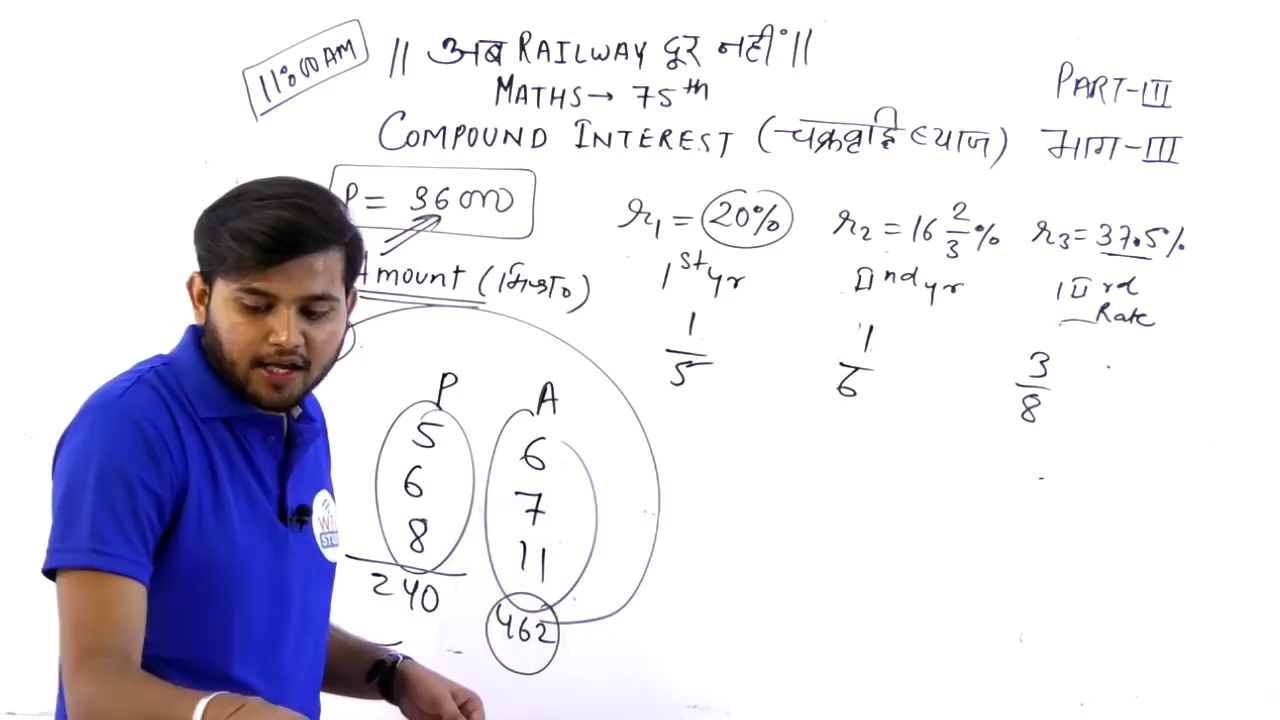 11:00 AM
|| अब RAILWAY दूर नहीं ||
MATHS → 75th
PART-III
COMPOUND INTEREST (चक्रवृद्धि ब्याज) भाग-III
P = 36000
r₁ = 20% r₂ = 16 2/3 % r₃ = 37.5%
Amount
1st yr IInd yr IIIrd Rate
1/5 1/6 3/8
P A
5 6
6 7
8 11
240 462